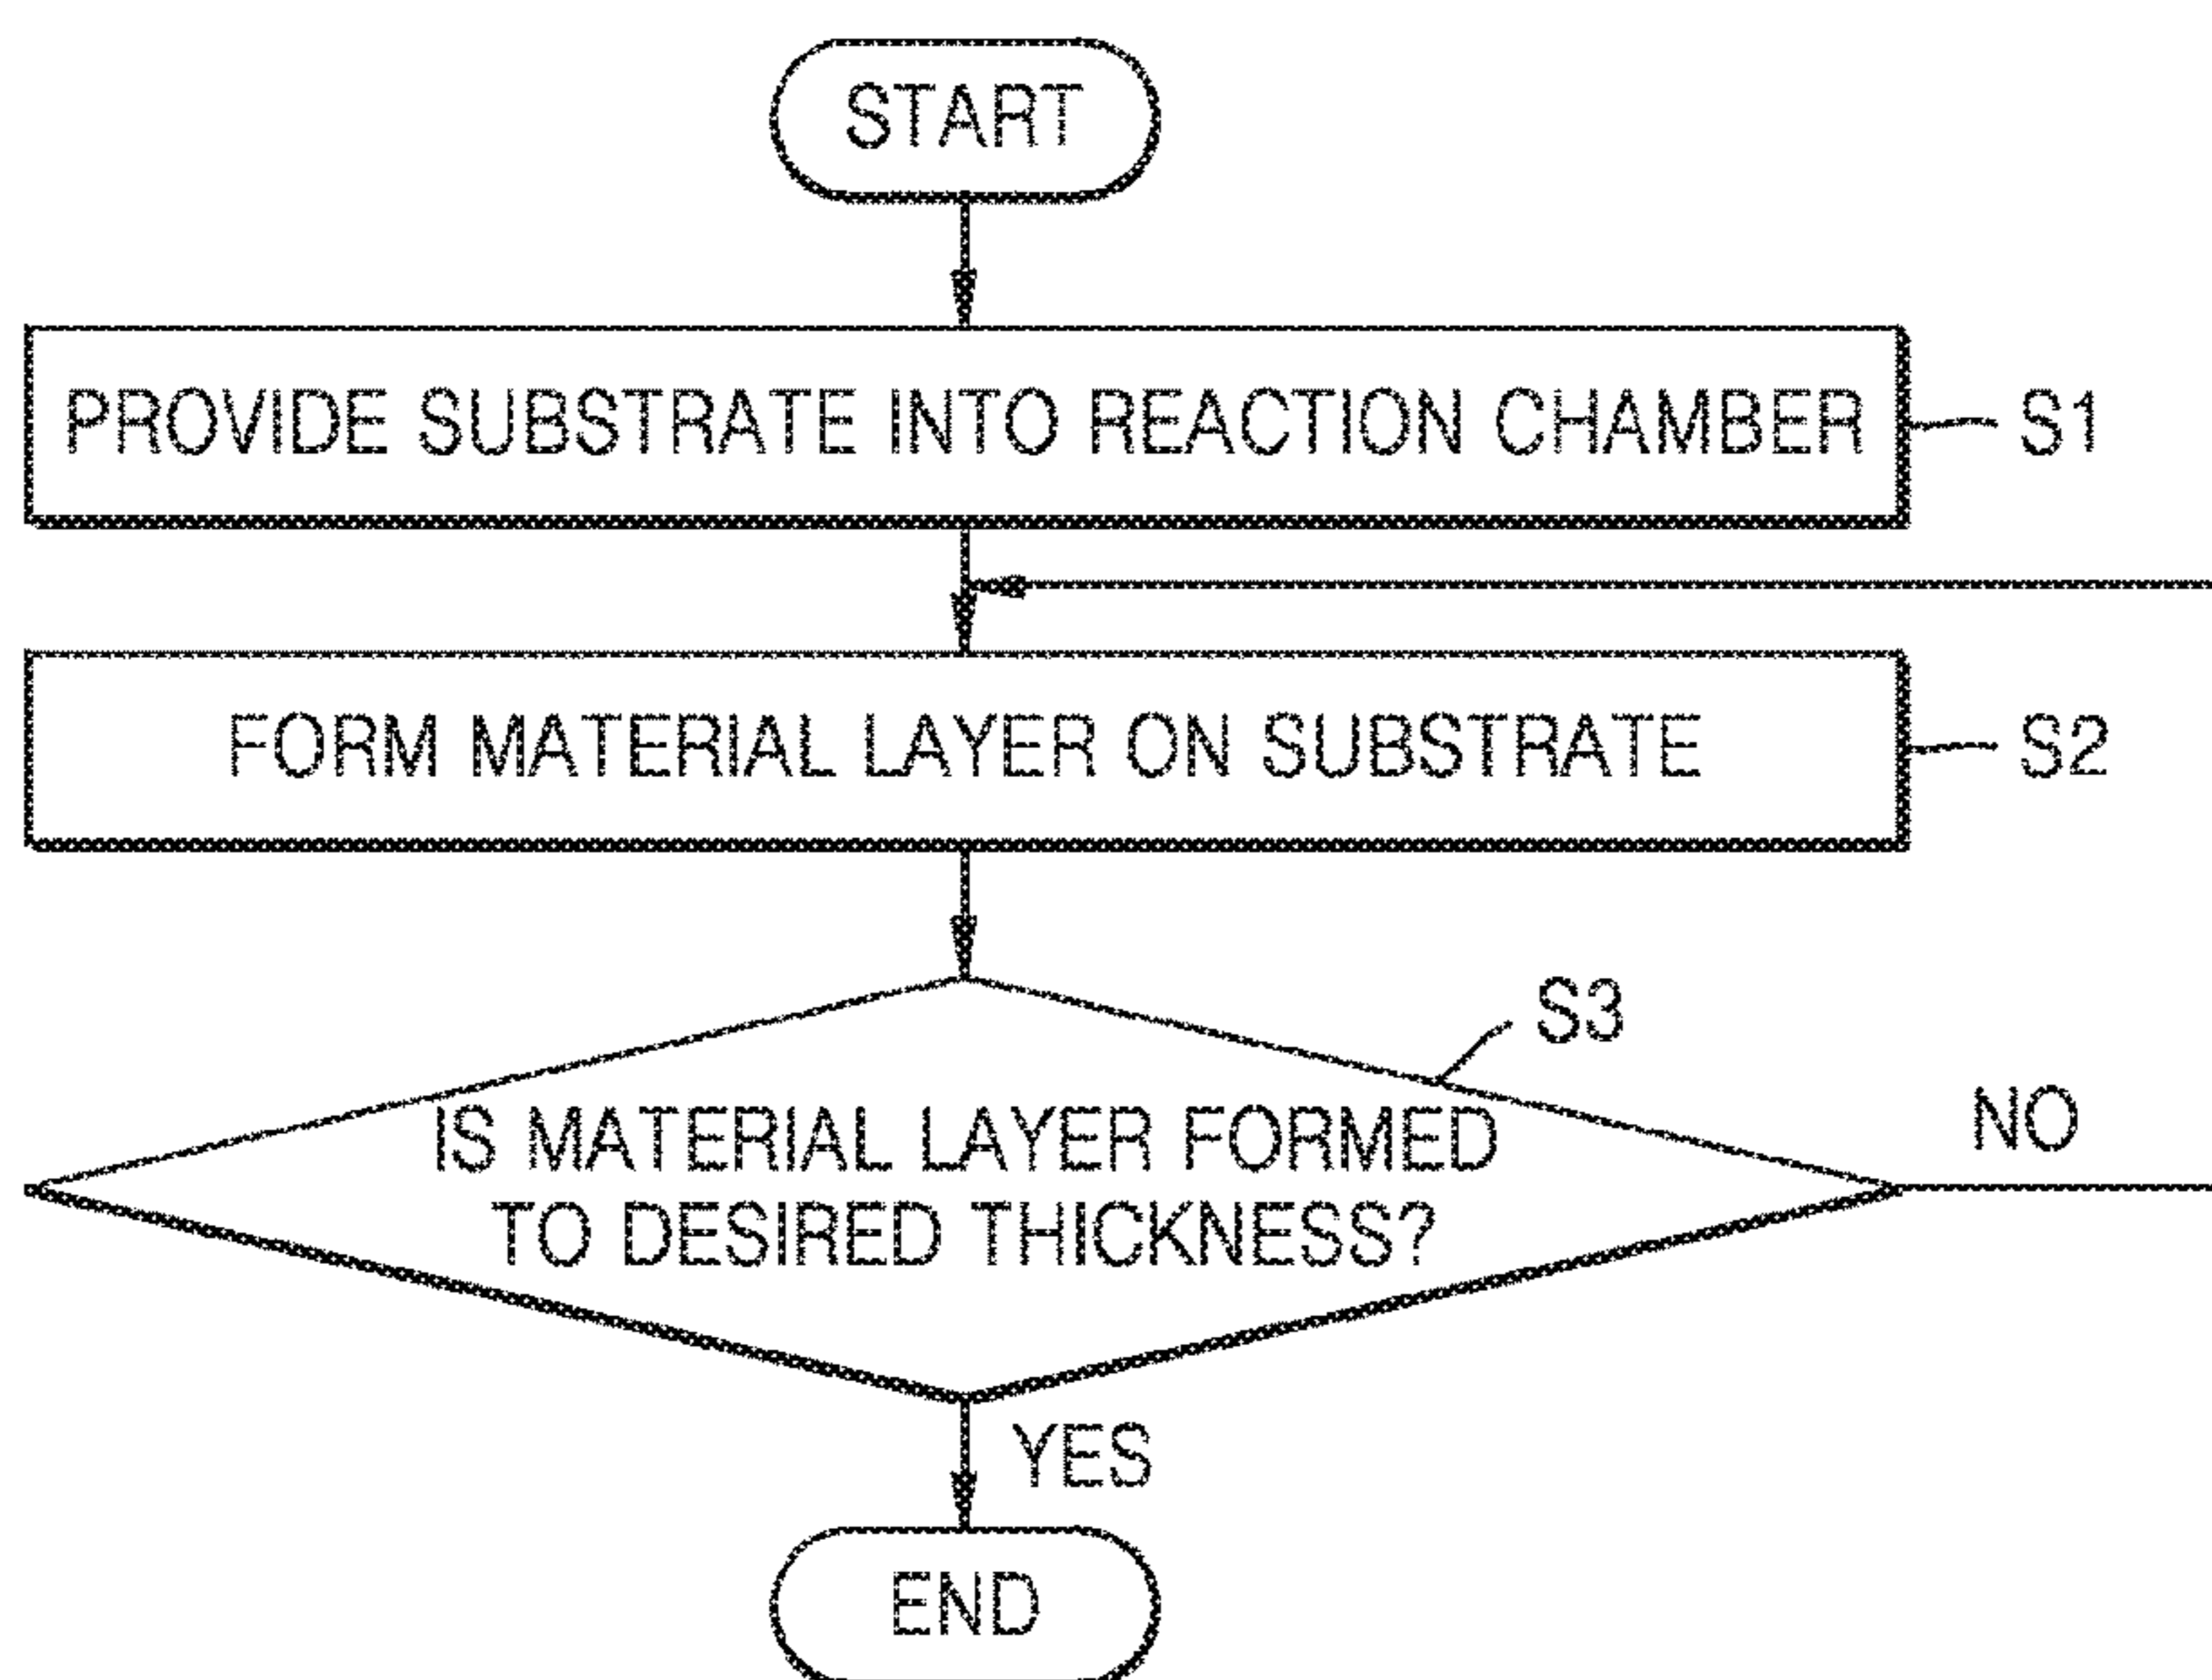 START
PROVIDE SUBSTRATE INTO REACTION CHAMBER
S1
FORM MATERIAL LAYER ON SUBSTRATE
S2
S3
IS MATERIAL LAYER FORMED
TO DESIRED THICKNESS?
NO
YES
END